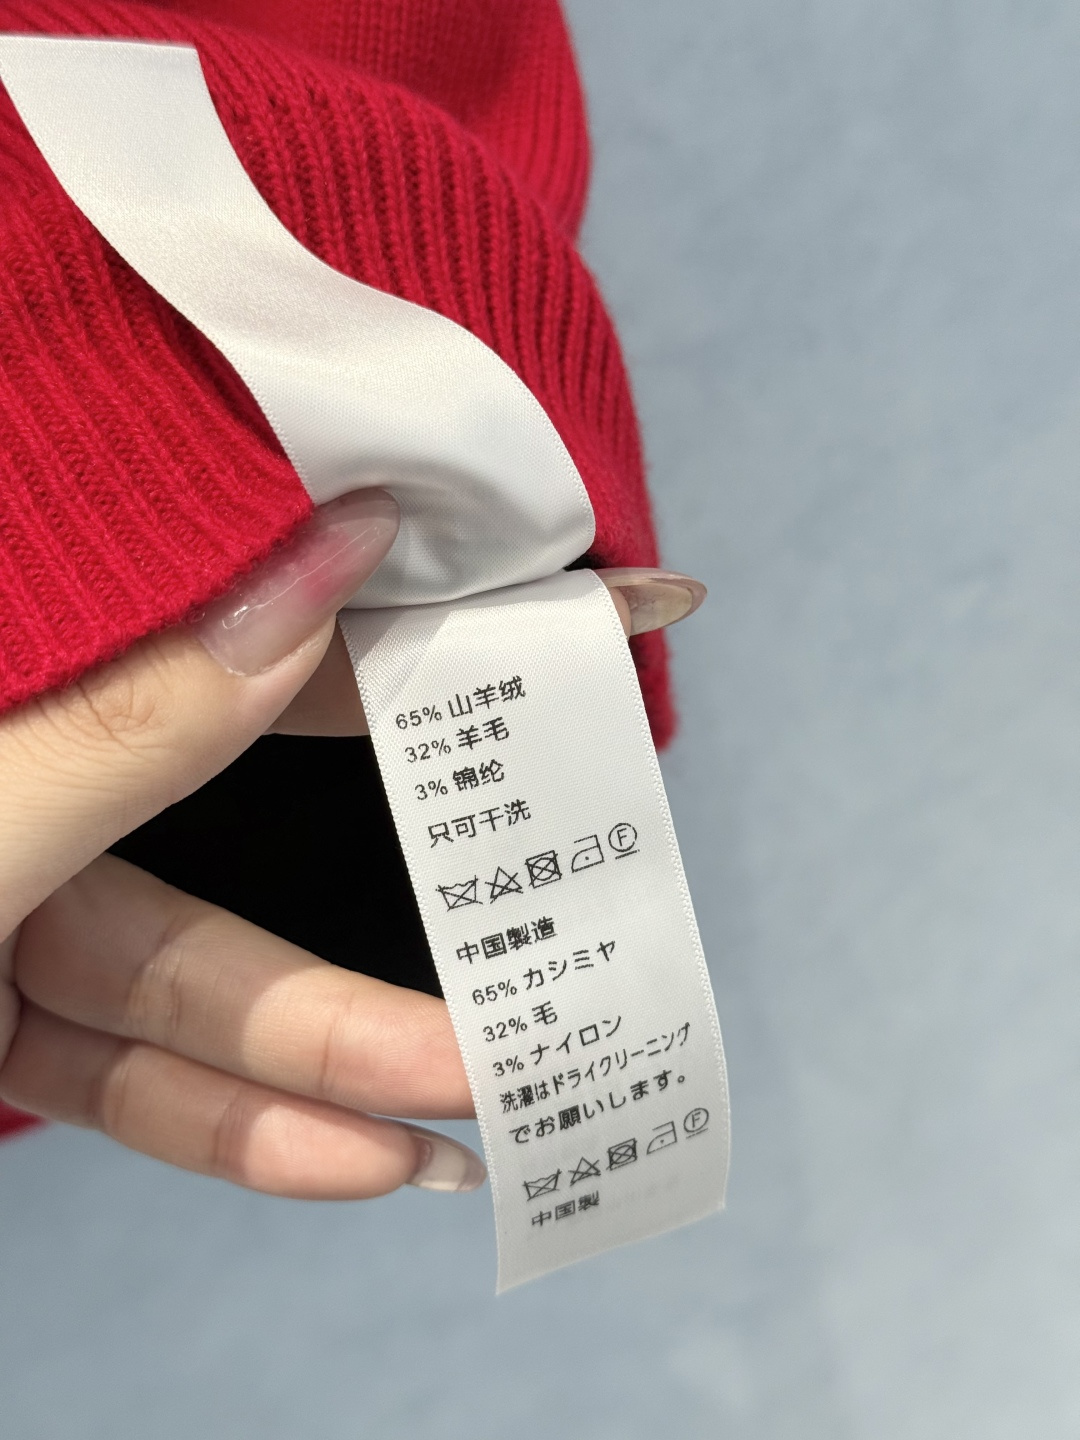 65% 山羊绒
32% 羊毛
3% 锦纶
只可干洗
F
中国製造
65% カシミヤ
32% 毛
3% ナイロン
洗濯はドライクリーニング
でお願いします。
F
中国製